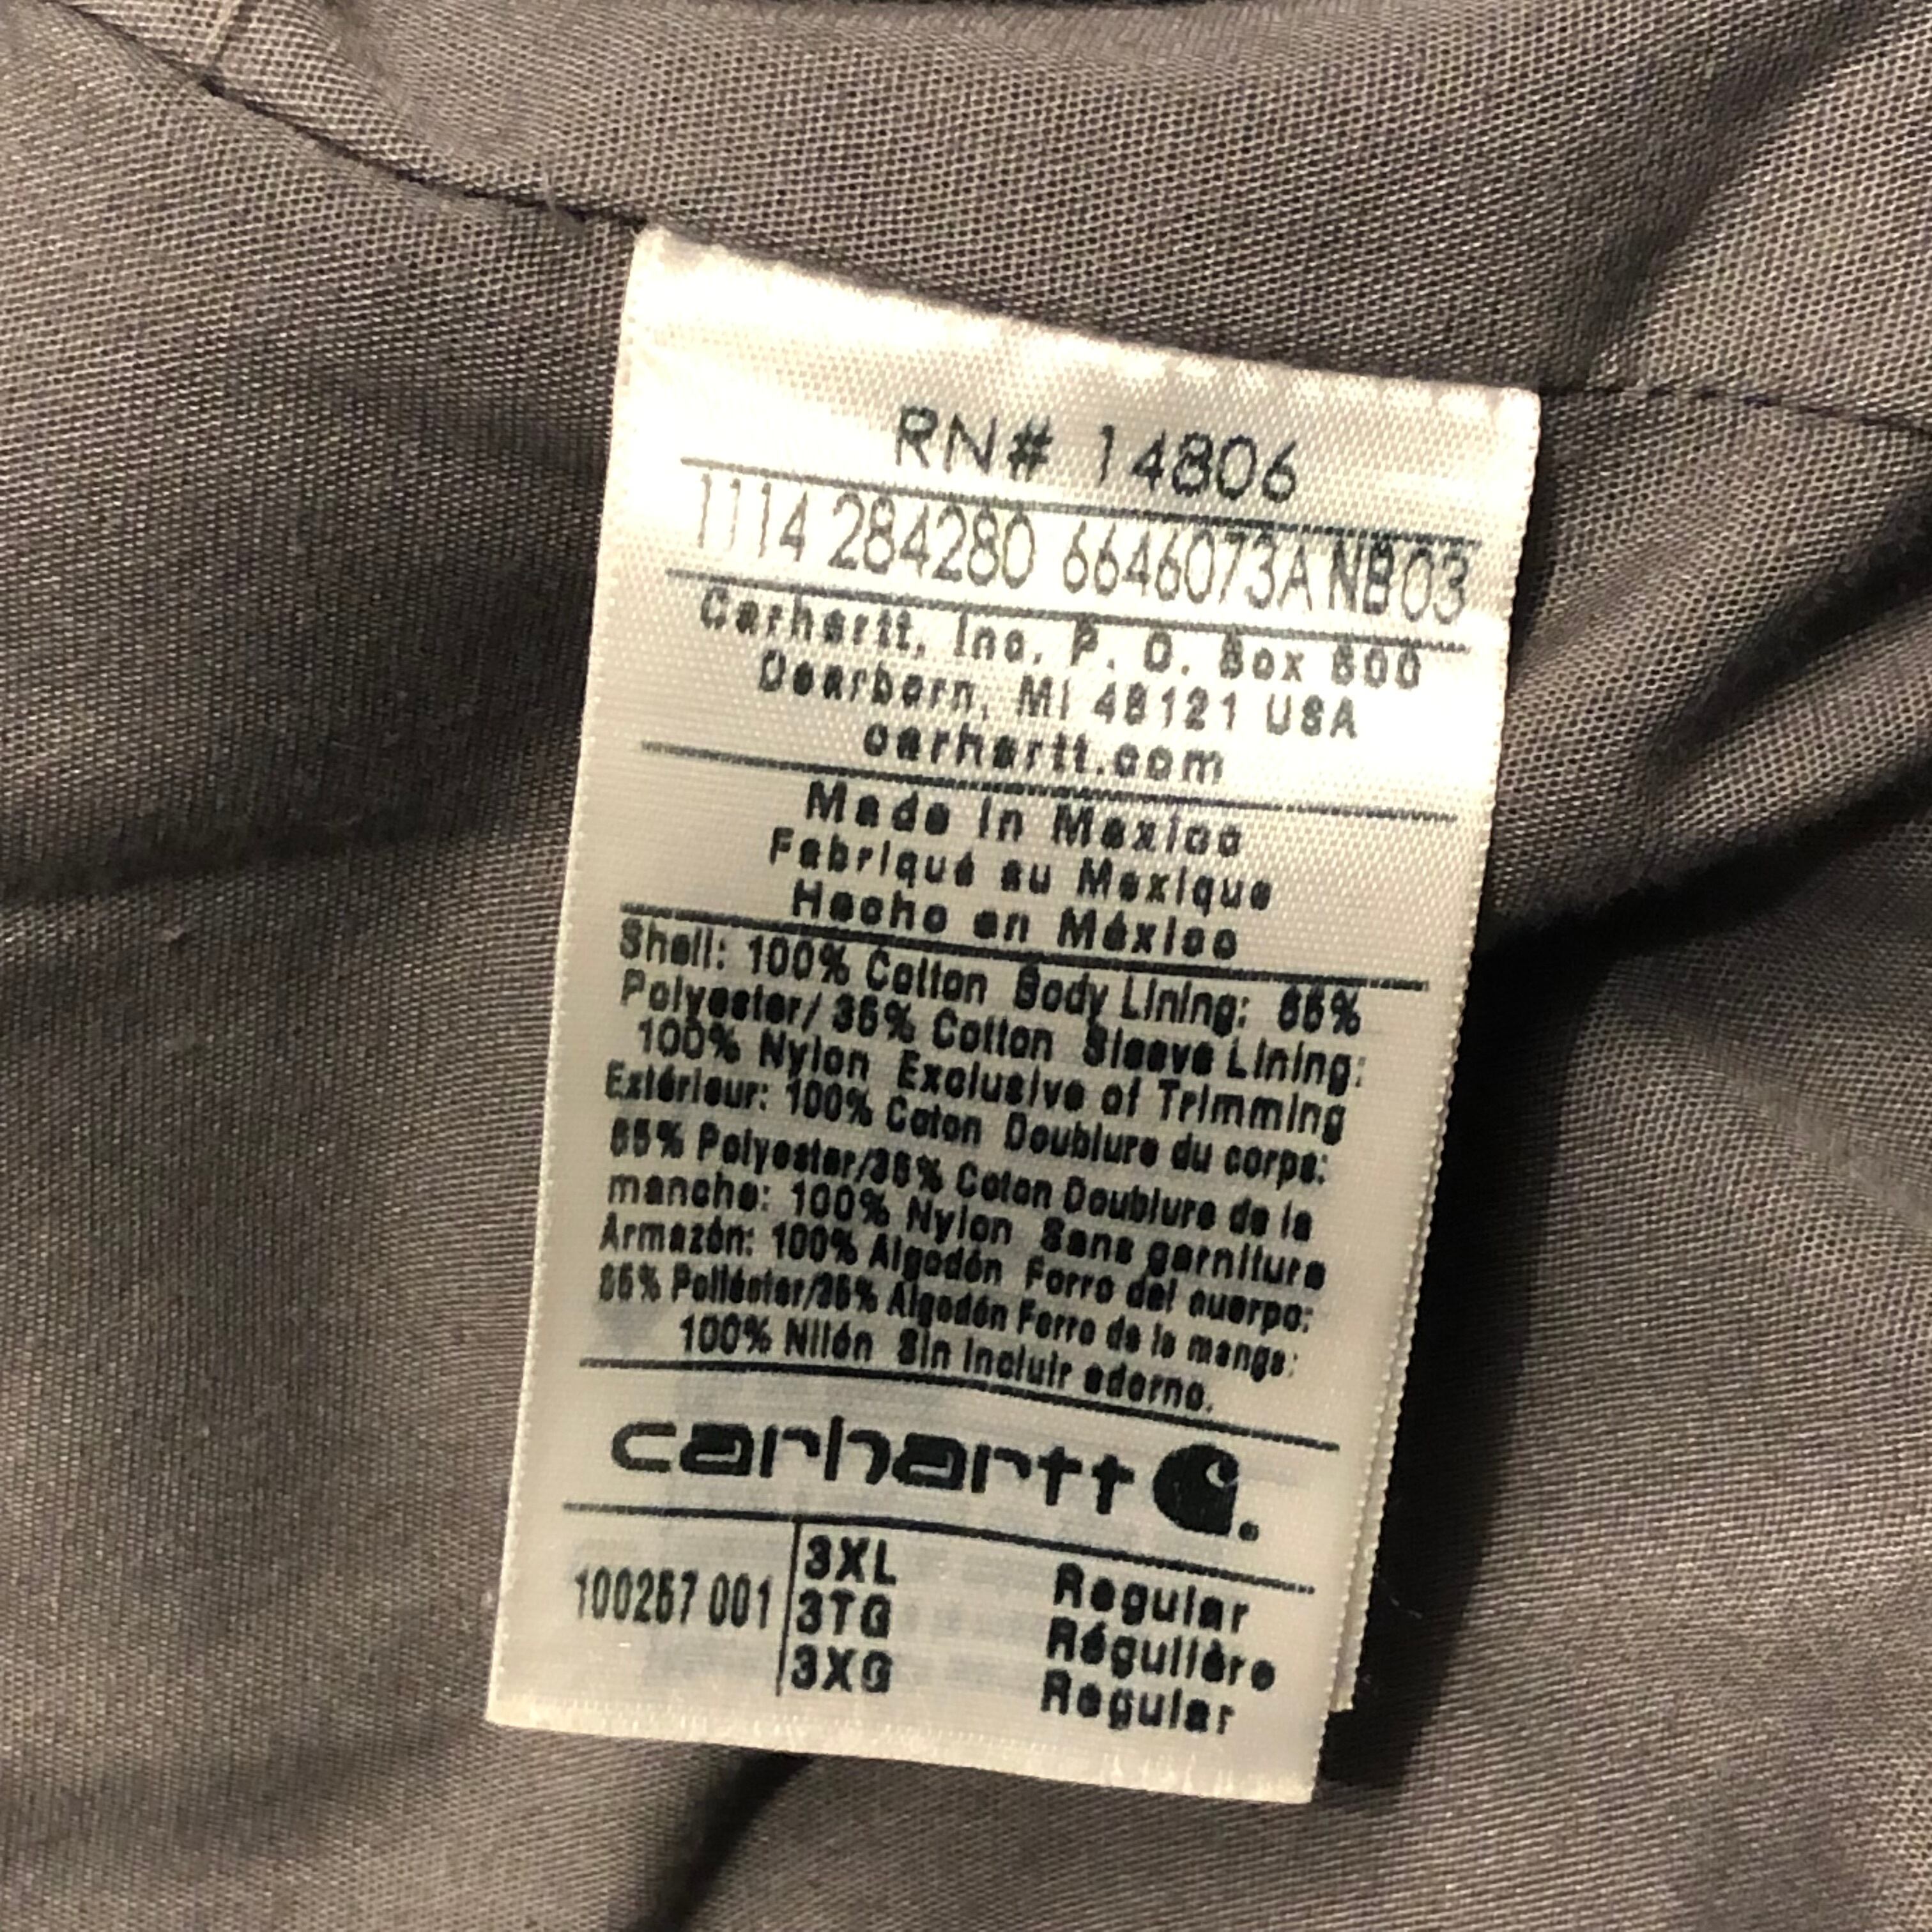 RN# 14806
1114 284280 6646073A NB03
Carhartt, Inc. P. O. Box 600
Dearborn, MI 48121 USA
carhartt.com
Made in Mexico
Fabriqué au Mexique
Hecho en México
Shell: 100% Cotton Body Lining: 65%
Polyester/ 35% Cotton Sleeve Lining:
100% Nylon Exclusive of Trimming
Extérieur: 100% Coton Doublure du corps:
65% Polyester/35% Coton Doublure de la
manche: 100% Nylon Sans garniture
Armazón: 100% Algodón Forro del cuerpo:
65% Poliéster/35% Algodón Forro de la manga:
100% Nilón Sin incluir adorno.
carhartt
100257 001
3XL Regular
3TG Régulière
3XG Regular